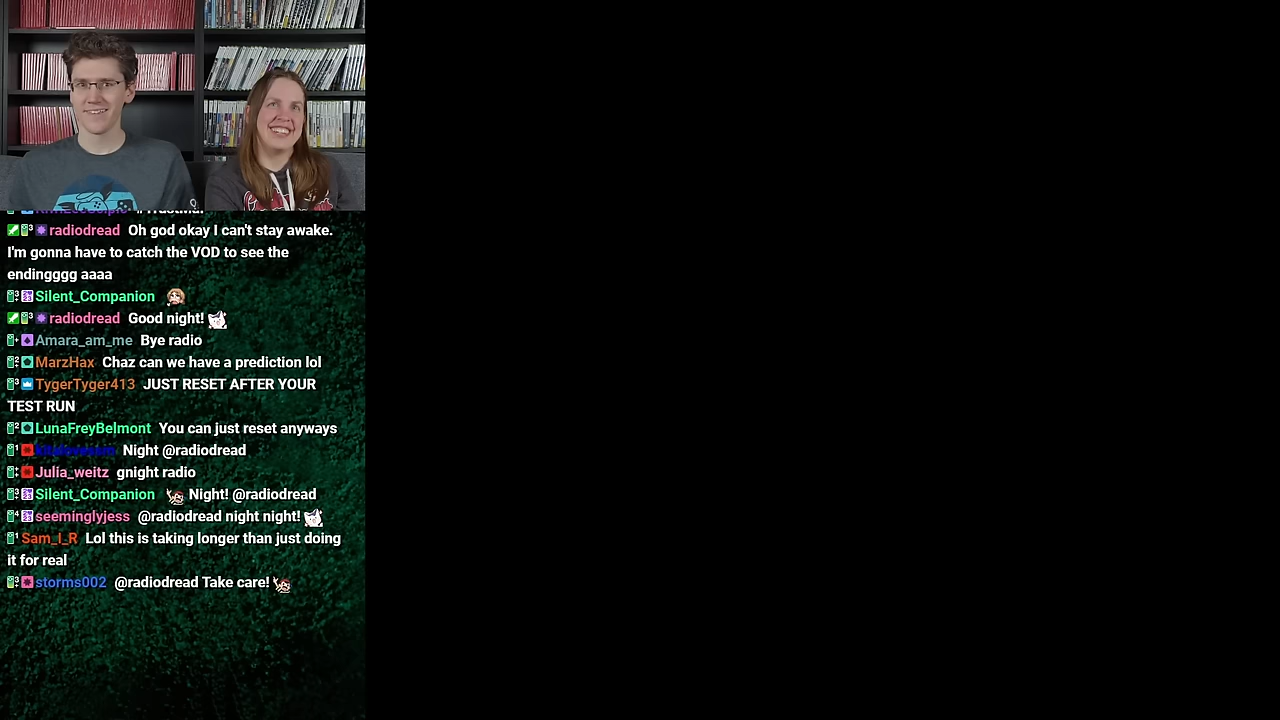 radiodread Oh god okay I can't stay awake.
I'm gonna have to catch the VOD to see the
endingggg aaaa
Silent_Companion
radiodread Good night!
Amara_am_me Bye radio
MarzHax Chaz can we have a prediction lol
TygerTyger413 JUST RESET AFTER YOUR
TEST RUN
LunaFreyBelmont You can just reset anyways
Night @radiodread
Julia_weitz gnight radio
Silent_Companion Night! @radiodread
seeminglyjess @radiodread night night!
Sam_I_R Lol this is taking longer than just doing
it for real
storms002 @radiodread Take care!